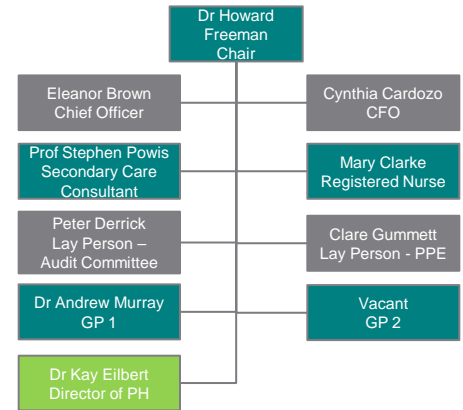 Dr Howard
Freeman
Chair
Eleanor Brown
Chief Officer
Cynthia Cardozo
CFO
Prof Stephen Powis
Secondary Care
Consultant
Mary Clarke
Registered Nurse
Peter Derrick
Lay Person –
Audit Committee
Clare Gummett
Lay Person - PPE
Dr Andrew Murray
GP 1
Vacant
GP 2
Dr Kay Eilbert
Director of PH